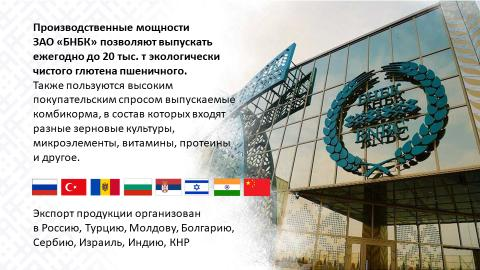 Производственные мощности
ЗАО «БНБК» позволяют выпускать
ежегодно до 20 тыс. т экологически
чистого глютена пшеничного.
Также пользуются высоким
покупательским спросом выпускаемые
комбикорма, в состав которых входят
разные зерновые культуры,
микроэлементы, витамины, протеины
и другое.
БНБК
BNBC
Экспорт продукции организован
в Россию, Турцию, Молдову, Болгарию,
Сербию, Израиль, Индию, КНР